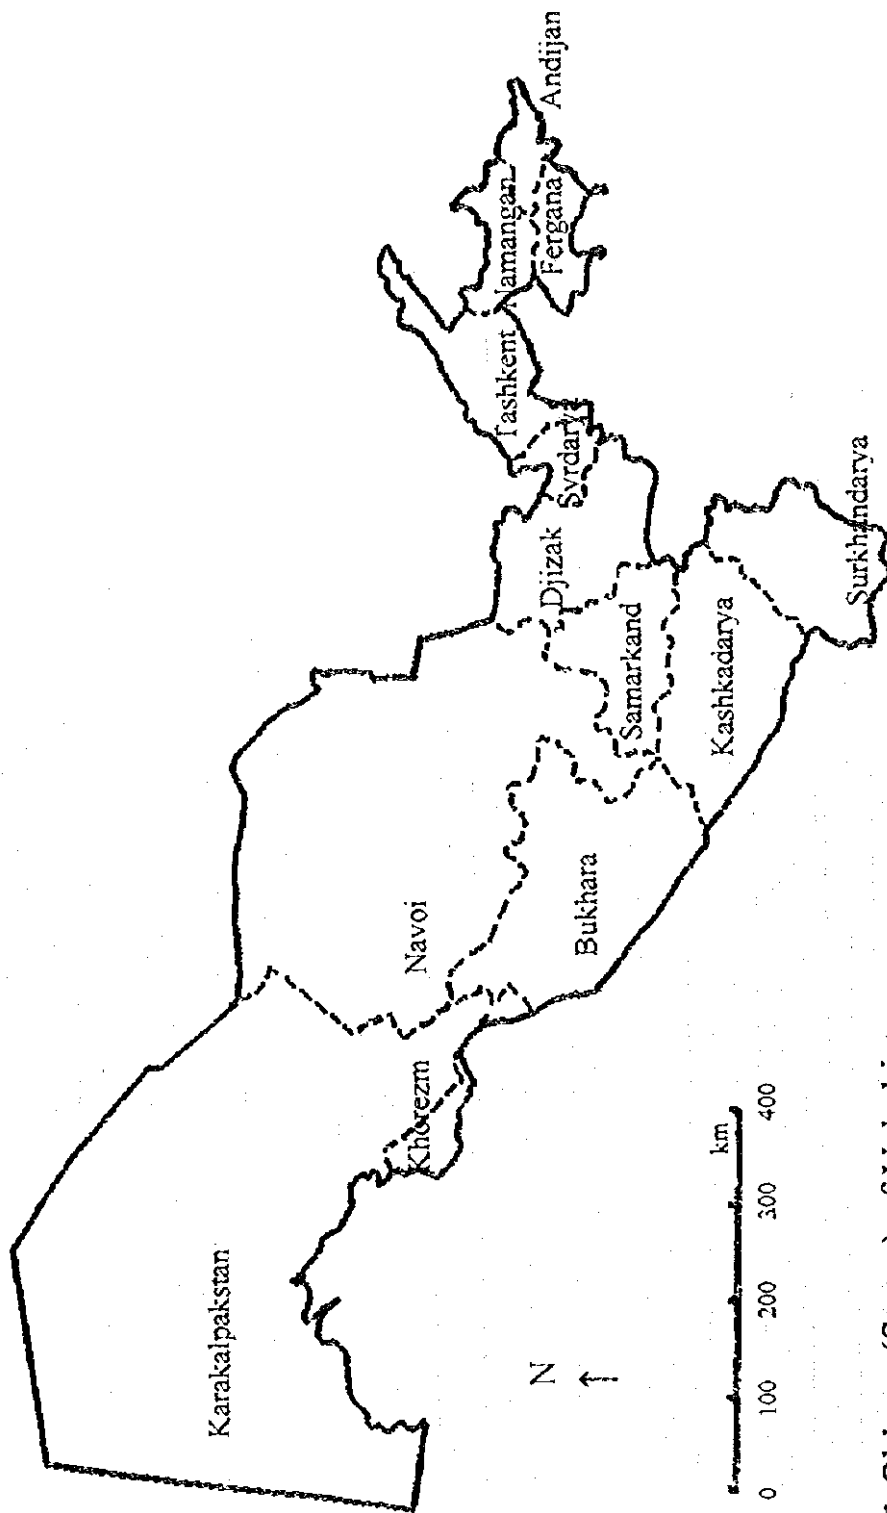 Karakalpakstan
Khorezm
Navoi
Bukhara
Samarkand
Kashkadarya
Surkhandarya
Djizak
Syrdarya
Tashkent
Namangan
Fergana
Andijan
N
km
0 100 200 300 400